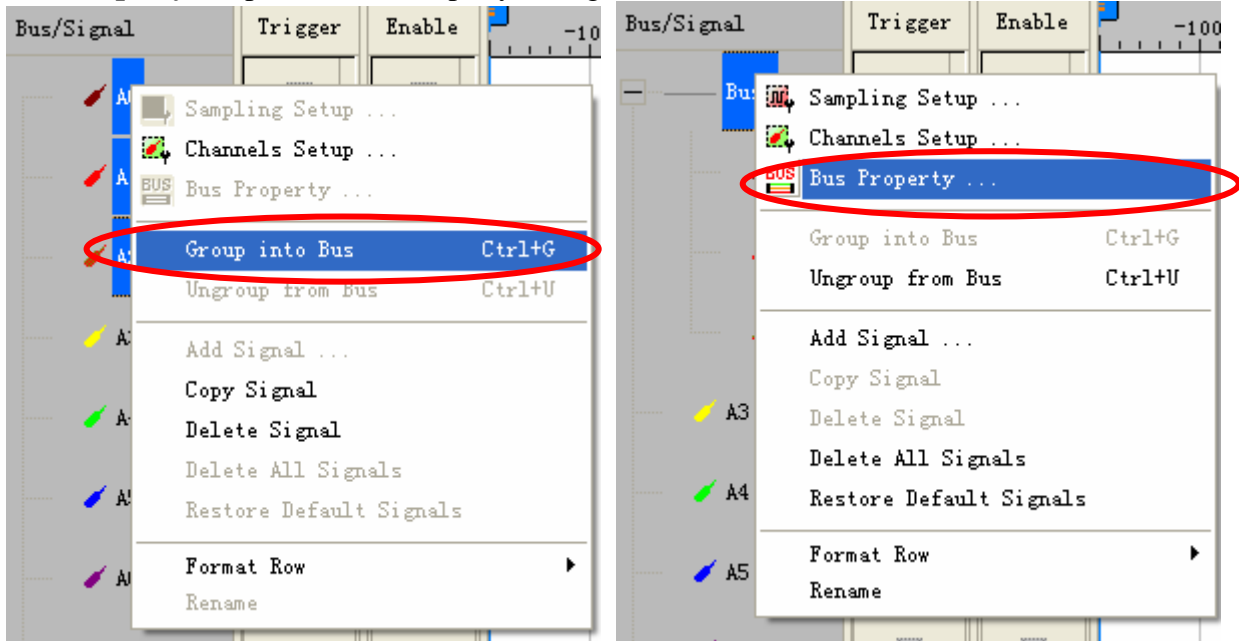 Bus/Signal Trigger Enable -10
Sampling Setup ...
Channels Setup ...
BUS Bus Property ...
Group into Bus Ctrl+G
Ungroup from Bus Ctrl+U
Add Signal ...
Copy Signal
Delete Signal
Delete All Signals
Restore Default Signals
Format Row
Rename
Bus/Signal Trigger Enable -100
Sampling Setup ...
Channels Setup ...
BUS Bus Property ...
Group into Bus Ctrl+G
Ungroup from Bus Ctrl+U
Add Signal ...
Copy Signal
A3 Delete Signal
Delete All Signals
A4 Restore Default Signals
Format Row
A5 Rename